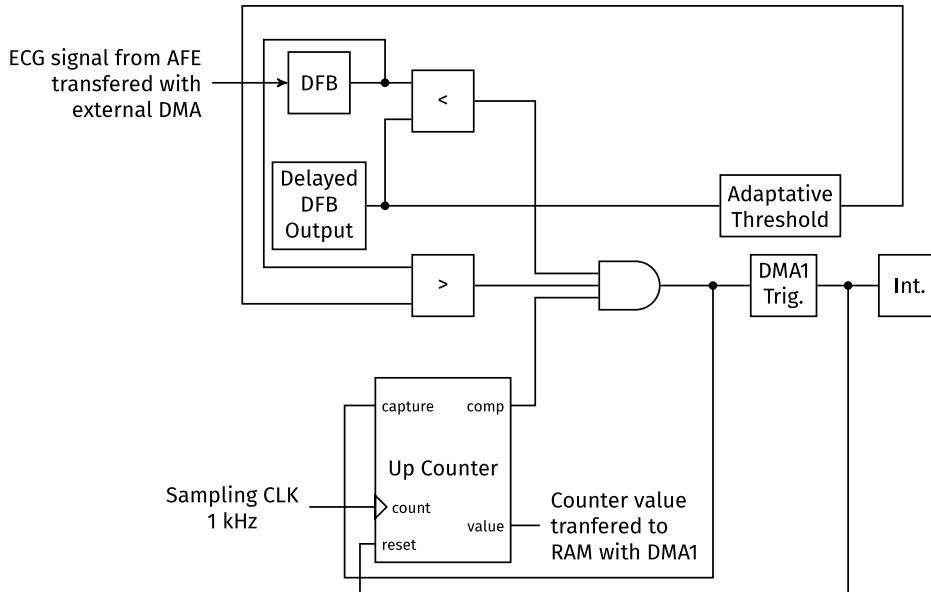 ECG signal from AFE
transfered with
external DMA
DFB
<
Delayed
DFB
Output
Adaptative
Threshold
>
DMA1
Trig.
Int.
capture
comp
Up Counter
Sampling CLK
1 kHz
count
value
reset
Counter value
tranfered to
RAM with DMA1